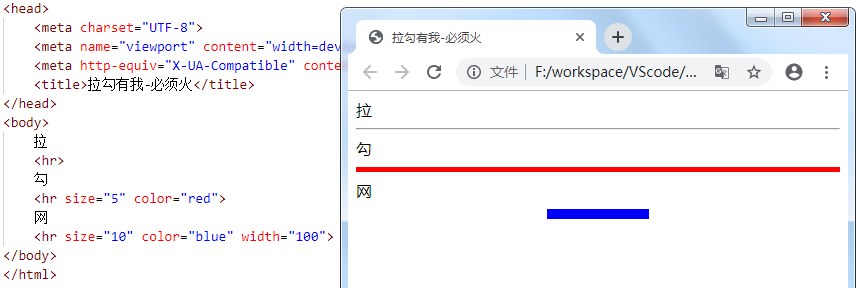 <head>
<meta charset="UTF-8">
<meta name="viewport" content="width=dev
<meta http-equiv="X-UA-Compatible" conte
<title>拉勾有我-必须火</title>
</head>
<body>
拉
<hr>
勾
<hr size="5" color="red">
网
<hr size="10" color="blue" width="100">
</body>
</html>
拉勾有我-必须火
文件 | F:/workspace/VScode/...
拉
勾
网